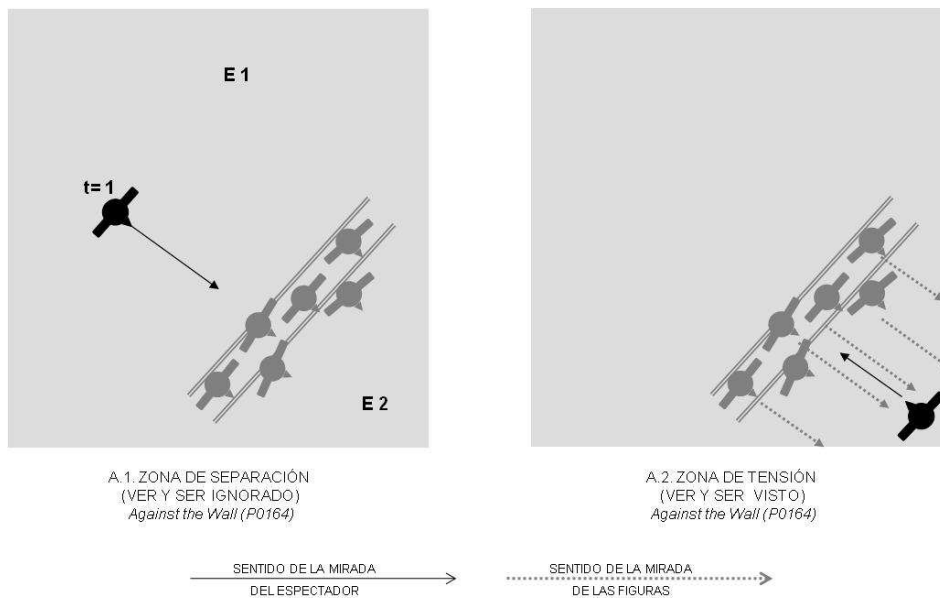 E 1
t= 1
E 2
A.1. ZONA DE SEPARACIÓN
(VER Y SER IGNORADO)
Against the Wall (P0164)
A.2. ZONA DE TENSIÓN
(VER Y SER VISTO)
Against the Wall (P0164)
SENTIDO DE LA MIRADA
DEL ESPECTADOR
SENTIDO DE LA MIRADA
DE LAS FIGURAS